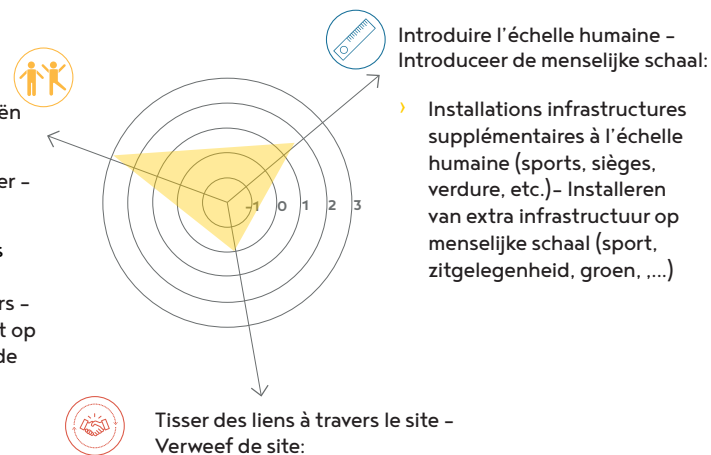 Introduire l'échelle humaine –
Introduceer de menselijke schaal:
› Installations infrastructures
supplémentaires à l'échelle
humaine (sports, sièges,
verdure, etc.)- Installeren
van extra infrastructuur op
menselijke schaal (sport,
zitgelegenheid, groen, ,...)
-1 0 1 2 3
Tisser des liens à travers le site –
Verweef de site: